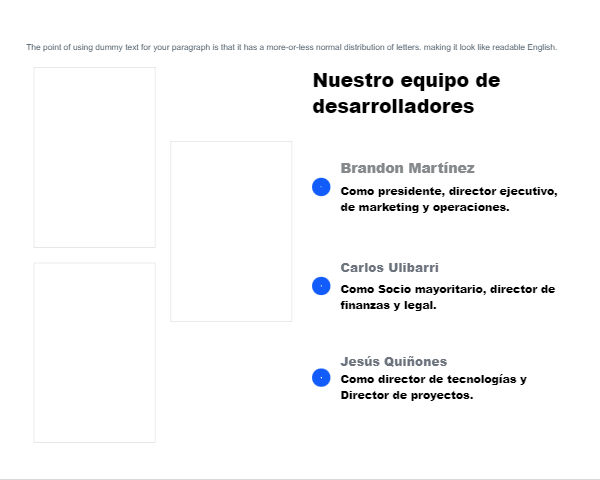 The point of using dummy text for your paragraph is that it has a more-or-less normal distribution of letters. making it look like readable English.
Nuestro equipo de
desarrolladores
Brandon Martínez
Como presidente, director ejecutivo,
de marketing y operaciones.
Carlos Ulibarri
Como Socio mayoritario, director de
finanzas y legal.
Jesús Quiñones
Como director de tecnologías y
Director de proyectos.